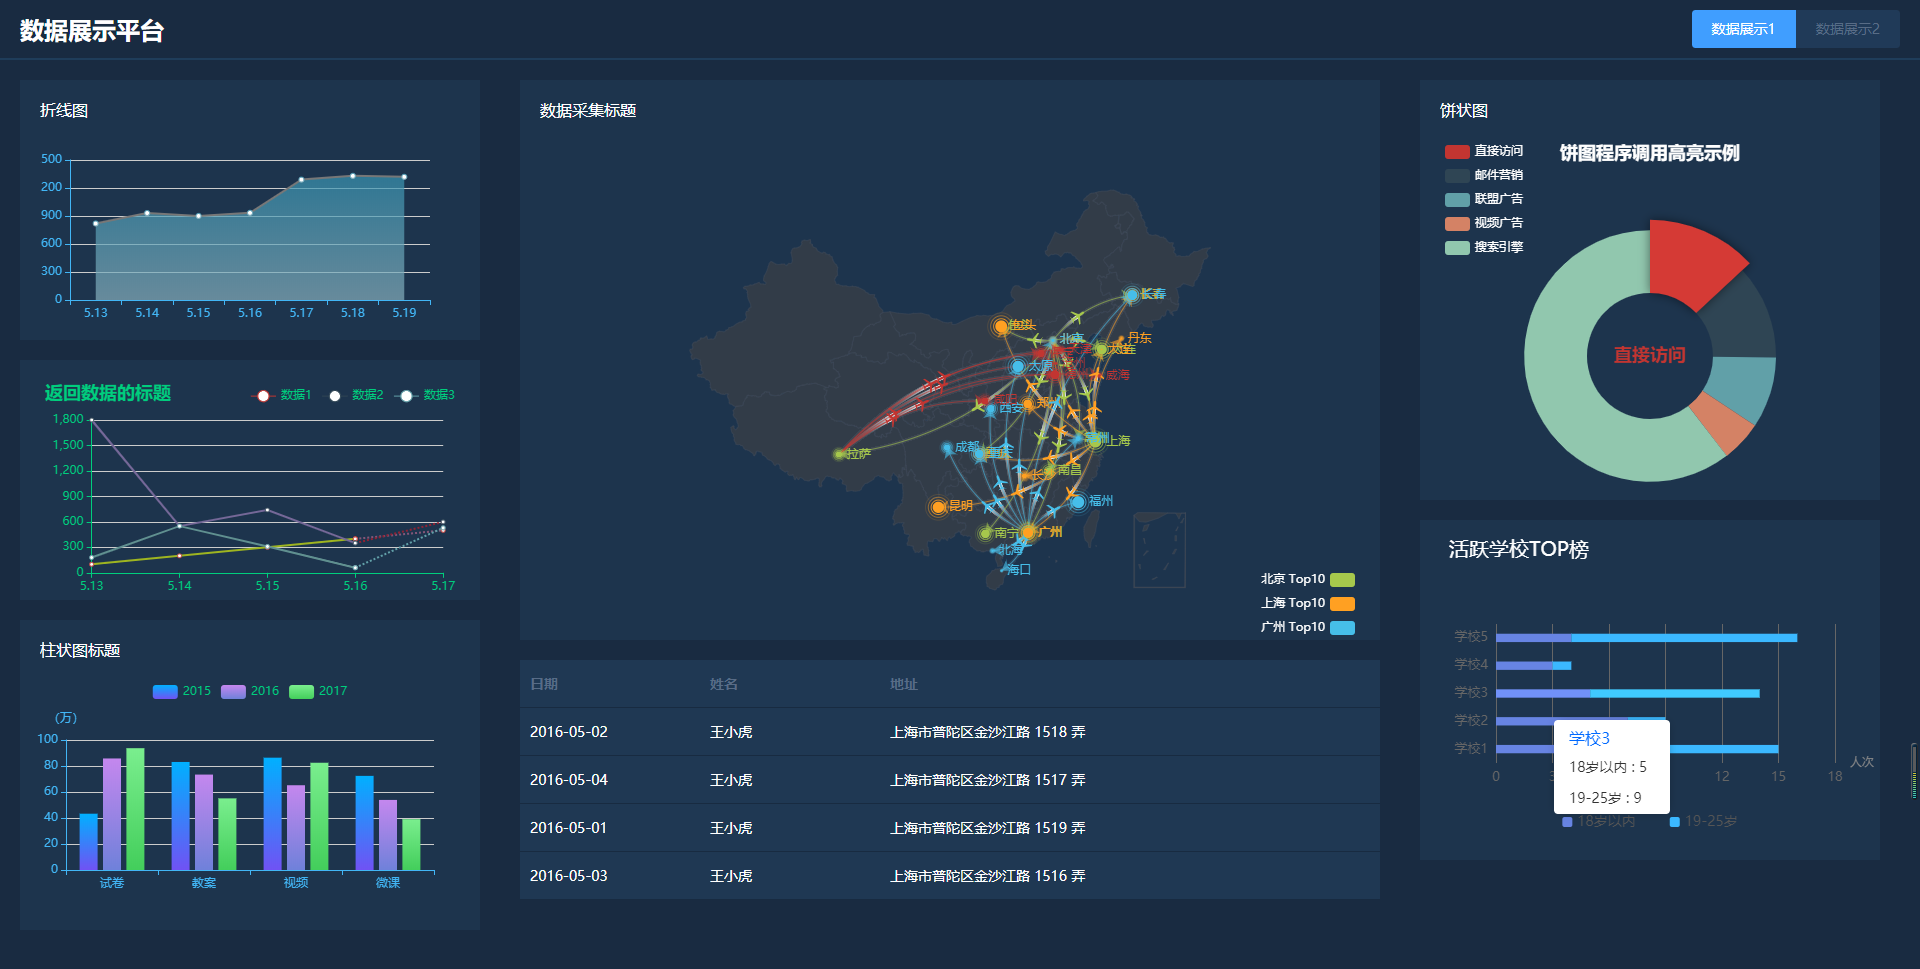 数据展示平台
数据展示1
数据展示2
折线图
500
200
900
600
300
0
5.13 5.14 5.15 5.16 5.17 5.18 5.19
返回数据的标题
数据1 数据2 数据3
1,800
1,500
1,200
900
600
300
0
5.13 5.14 5.15 5.16 5.17
柱状图标题
2015 2016 2017
(万)
100
80
60
40
20
0
试卷 教案 视频 微课
数据采集标题
长春
包头
北京
丹东
大连
太原
威海
西安
郑
成都
上海
拉萨
长沙
南昌
昆明
福州
南宁
广州
北海
海口
北京 Top10
上海 Top10
广州 Top10
日期 姓名 地址
2016-05-02 王小虎 上海市普陀区金沙江路 1518 弄
2016-05-04 王小虎 上海市普陀区金沙江路 1517 弄
2016-05-01 王小虎 上海市普陀区金沙江路 1519 弄
2016-05-03 王小虎 上海市普陀区金沙江路 1516 弄
饼状图
直接访问
邮件营销
联盟广告
视频广告
搜索引擎
饼图程序调用高亮示例
直接访问
活跃学校TOP榜
学校5
学校4
学校3
学校2
学校1
0 3 12 15 18
人次
学校3
18岁以内 : 5
19-25岁 : 9
18岁以内 19-25岁